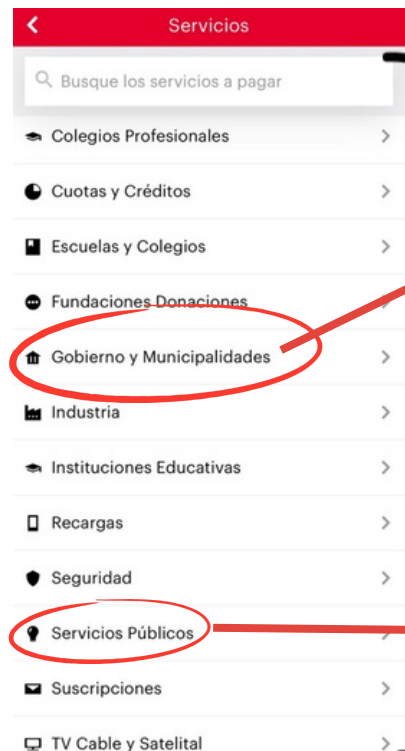 Servicios
Busque los servicios a pagar
Colegios Profesionales
Cuotas y Créditos
Escuelas y Colegios
Fundaciones Donaciones
Gobierno y Municipalidades
Industria
Instituciones Educativas
Recargas
Seguridad
Servicios Públicos
Suscripciones
TV Cable y Satelital